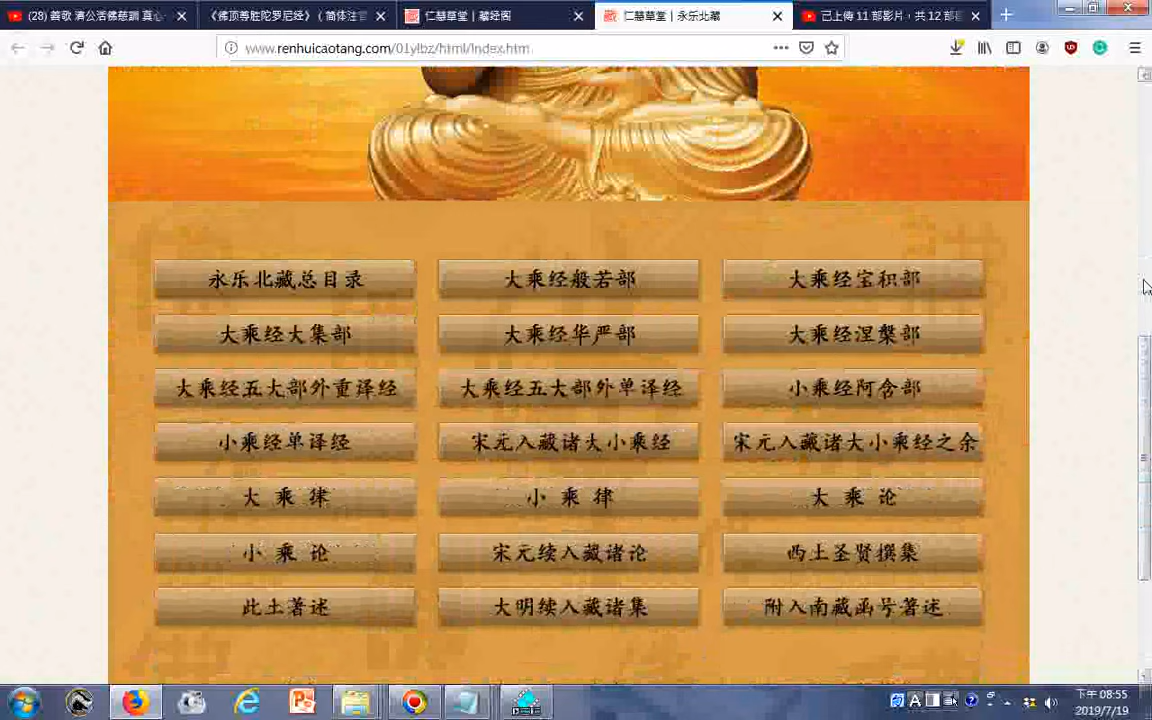 (28) 善歌 濟公活佛慈訓 真心
《佛顶尊胜陀罗尼经》( 简体注音
仁慧草堂 | 藏经阁
仁慧草堂 | 永乐北藏
已上傳 11 部影片，共 12 部
www.renhuicaotang.com/01ylbz/html/Index.htm
永乐北藏总目录
大乘经般若部
大乘经宝积部
大乘经大集部
大乘经华严部
大乘经涅槃部
大乘经五大部外重译经
大乘经五大部外单译经
小乘经阿含部
小乘经单译经
宋元入藏诸大小乘经
宋元入藏诸大小乘经之余
大 乘 律
小 乘 律
大 乘 论
小 乘 论
宋元续入藏诸论
西土圣贤撰集
此土著述
大明续入藏诸集
附入南藏函号著述
下午 08:55
2019/7/19